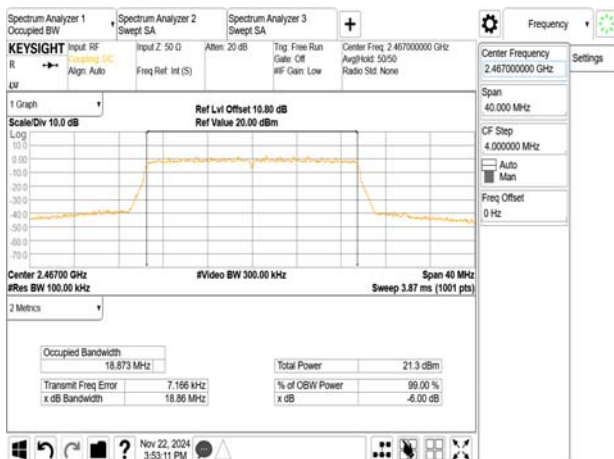 Spectrum Analyzer 1
Occupied BW
Spectrum Analyzer 2
Swept SA
Spectrum Analyzer 3
Swept SA
+
Frequency
KEYSIGHT
R
Input: RF
Coupling: DC
Align: Auto
Input Z: 50 Ω
Freq Ref: Int (S)
Atten: 20 dB
Trig: Free Run
Gate: Off
#IF Gain: Low
Center Freq: 2.467000000 GHz
Avg|Hold: 50/50
Radio Std: None
Center Frequency
2.467000000 GHz
Settings
Span
40.000 MHz
CF Step
4.000000 MHz
Auto
Man
Freq Offset
0 Hz
1 Graph
Scale/Div 10.0 dB
Ref Lvl Offset 10.80 dB
Ref Value 20.00 dBm
Log
10.0
0.00
-10.0
-20.0
-30.0
-40.0
-50.0
-60.0
-70.0
Center 2.46700 GHz
#Res BW 100.00 kHz
#Video BW 300.00 kHz
Span 40 MHz
Sweep 3.87 ms (1001 pts)
2 Metrics
Occupied Bandwidth
18.873 MHz
Total Power 21.3 dBm
Transmit Freq Error 7.166 kHz
% of OBW Power 99.00 %
x dB Bandwidth 18.86 MHz
x dB -6.00 dB
?
Nov 22, 2024
3:53:11 PM